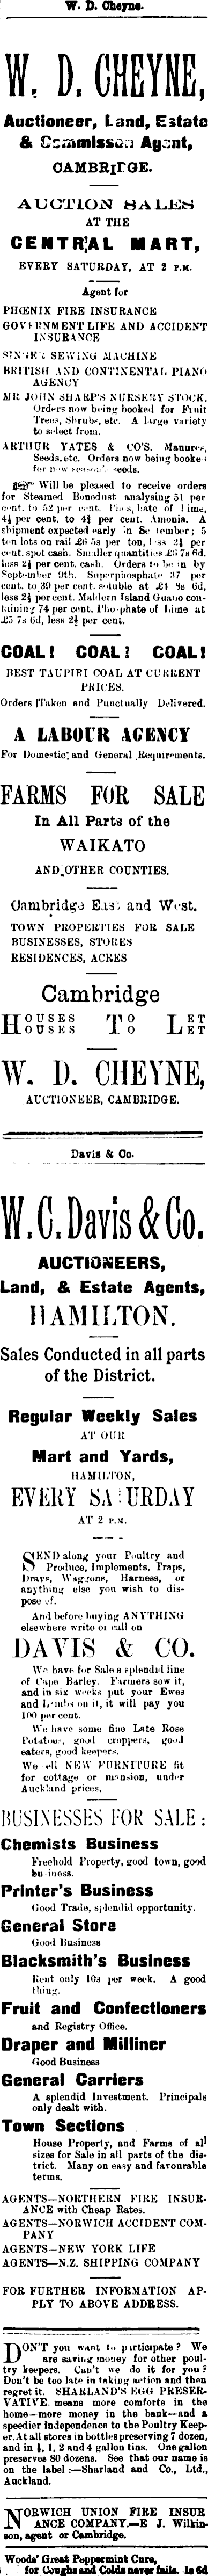 W. D. Cheyne.
W. D. CHEYNE,
Auctioneer, Land, Estate
& Commission Agent,
CAMBRIDGE.
AUCTION SALES
AT THE
CENTRAL MART,
EVERY SATURDAY, AT 2 P.M.
Agent for
PHŒNIX FIRE INSURANCE
GOVERNMENT LIFE AND ACCIDENT
INSURANCE
SINGER SEWING MACHINE
BRITISH AND CONTINENTAL PIANO
AGENCY
MR JOHN SHARP'S NURSERY STOCK.
Orders now being booked for Fruit
Trees, Shrubs, etc. A large variety
to select from.
ARTHUR YATES & CO'S. Manures,
Seeds, etc. Orders now being booked
for new season's seeds.
Will be pleased to receive orders
for Steamed Bonedust analysing 51 per
cent. to 52 per cent. Phosphate of Lime,
4¼ per cent. to 4¾ per cent. Amonia. A
shipment expected early in September; 5
ton lots on rail £6 5s per ton, less 2½ per
cent. spot cash. Smaller quantities £6 7s 6d.
less 2½ per cent. cash. Orders to be in by
September 9th. Superphosphate 37 per
cent. to 39 per cent. soluble at £4 8s 6d,
less 2½ per cent. Maldern Island Guano con-
taining 74 per cent. Phosphate of Lime at
£5 7s 6d, less 2½ per cent.
COAL! COAL! COAL!
BEST TAUPIRI COAL AT CURRENT
PRICES.
Orders Taken and Punctually Delivered.
A LABOUR AGENCY
For Domestic and General Requirements.
FARMS FOR SALE
In All Parts of the
WAIKATO
AND OTHER COUNTIES.
Cambridge East and West.
TOWN PROPERTIES FOR SALE
BUSINESSES, STORES
RESIDENCES, ACRES
Cambridge
HOUSES TO LET
HOUSES TO LET
W. D. CHEYNE,
AUCTIONEER, CAMBRIDGE.
Davis & Co.
W.C. Davis & Co.
AUCTIONEERS,
Land, & Estate Agents,
HAMILTON.
Sales Conducted in all parts
of the District.
Regular Weekly Sales
AT OUR
Mart and Yards,
HAMILTON,
EVERY SATURDAY
AT 2 P.M.
SEND along your Poultry and
Produce, Implements, Traps,
Drays, Waggons, Harness, or
anything else you wish to dis-
pose of.
And before buying ANYTHING
elsewhere write or call on
DAVIS & CO.
We have for Sale a splendid line
of Cape Barley. Farmers sow it,
and in six weeks put your Ewes
and Lambs on it, it will pay you
100 per cent.
We have some fine Late Rose
Potatoes, good croppers, good
eaters, good keepers.
We sell NEW FURNITURE fit
for cottage or mansion, under
Auckland prices.
BUSINESSES FOR SALE:
Chemists Business
Freehold Property, good town, good
business.
Printer's Business
Good Trade, splendid opportunity.
General Store
Good Business
Blacksmith's Business
Rent only 10s per week. A good
thing.
Fruit and Confectioners
and Registry Office.
Draper and Milliner
Good Business
General Carriers
A splendid Investment. Principals
only dealt with.
Town Sections
House Property, and Farms of all
sizes for Sale in all parts of the dis-
trict. Many on easy and favourable
terms.
AGENTS—NORTHERN FIRE INSUR-
ANCE with Cheap Rates.
AGENTS—NORWICH ACCIDENT COM-
PANY
AGENTS—NEW YORK LIFE
AGENTS—N.Z. SHIPPING COMPANY
FOR FURTHER INFORMATION AP-
PLY TO ABOVE ADDRESS.
DON'T you want to participate? We
are saving money for other poul-
try keepers. Can't we do it for you?
Don't be too late in taking action and then
regret it. SHARLAND'S EGG PRESER-
VATIVE. means more comforts in the
home—more money in the bank—and a
speedier Independence to the Poultry Keep-
er. At all stores in bottles preserving 7 dozen,
and in ½, 1, 2 and 4 gallon tins. One gallon
preserves 80 dozens. See that our name is
on the label:—Sharland and Co., Ltd.,
Auckland.
NORWICH UNION FIRE INSUR
ANCE COMPANY.—E J. Wilkin-
son, agent or Cambridge.
Woods' Great Peppermint Cure,
for Coughs and Colds never fails. 1s 6d